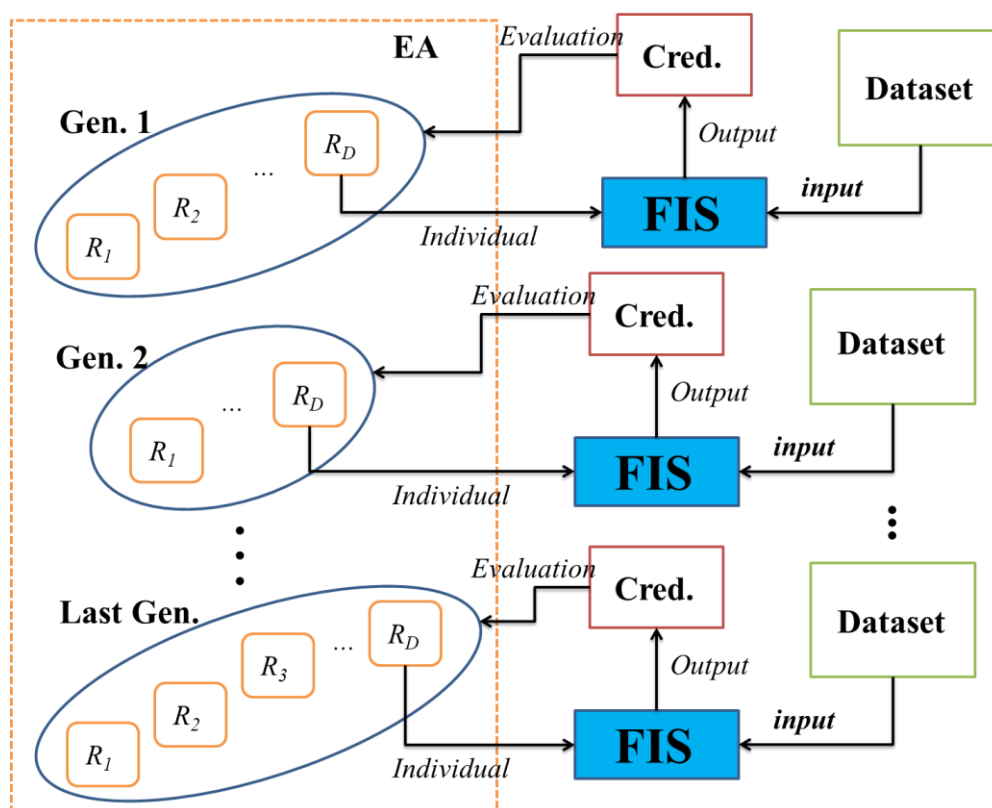 EA
Evaluation
Cred.
Dataset
Gen. 1
R_D
Output
...
R_2
input
FIS
R_1
Individual
Evaluation
Cred.
Dataset
Gen. 2
R_D
Output
...
R_1
input
FIS
Individual
Evaluation
Cred.
Dataset
Last Gen.
R_D
...
R_3
Output
R_2
input
FIS
R_1
Individual